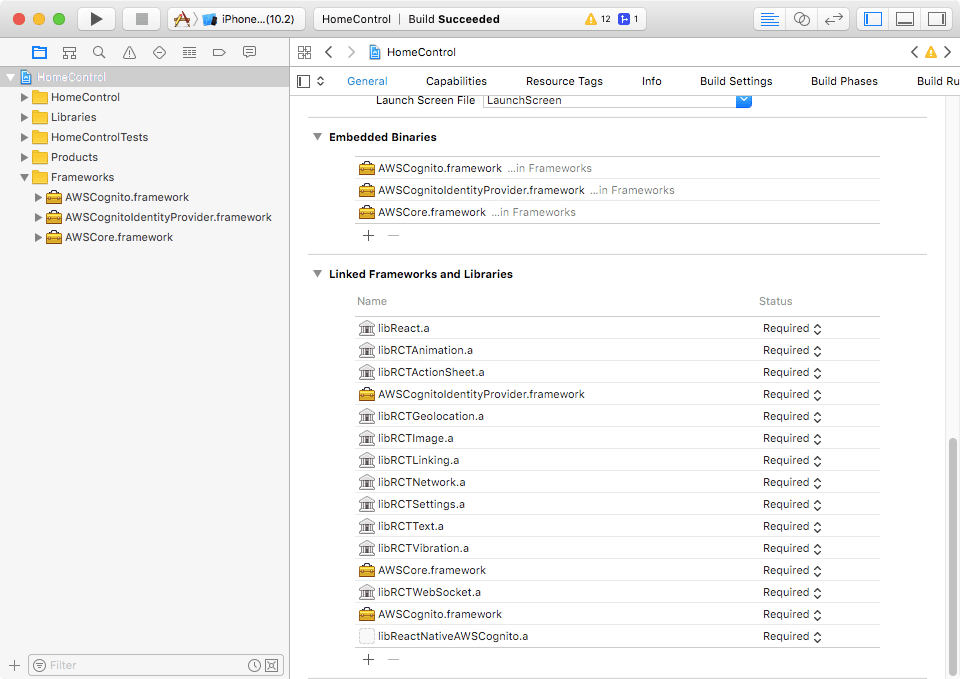 iPhone...(10.2)
HomeControl | Build Succeeded
12
1
HomeControl
General
Capabilities
Resource Tags
Info
Build Settings
Build Phases
Build Ru
HomeControl
HomeControl
Libraries
HomeControlTests
Products
Frameworks
AWSCognito.framework
AWSCognitoIdentityProvider.framework
AWSCore.framework
Filter
Launch Screen File LaunchScreen
Embedded Binaries
AWSCognito.framework ...in Frameworks
AWSCognitoIdentityProvider.framework ...in Frameworks
AWSCore.framework ...in Frameworks
Linked Frameworks and Libraries
Name Status
libReact.a Required
libRCTAnimation.a Required
libRCTActionSheet.a Required
AWSCognitoIdentityProvider.framework Required
libRCTGeolocation.a Required
libRCTImage.a Required
libRCTLinking.a Required
libRCTNetwork.a Required
libRCTSettings.a Required
libRCTText.a Required
libRCTVibration.a Required
AWSCore.framework Required
libRCTWebSocket.a Required
AWSCognito.framework Required
libReactNativeAWSCognito.a Required